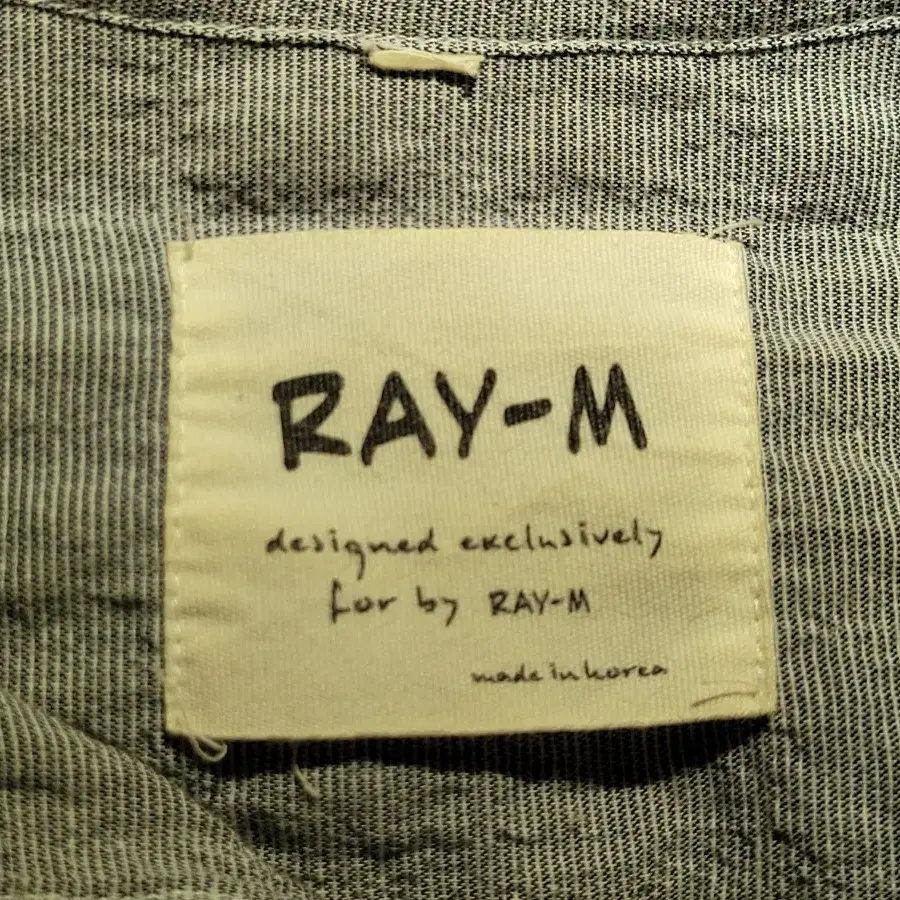 RAY-M
designed exclusively
for by RAY-M
made in korea